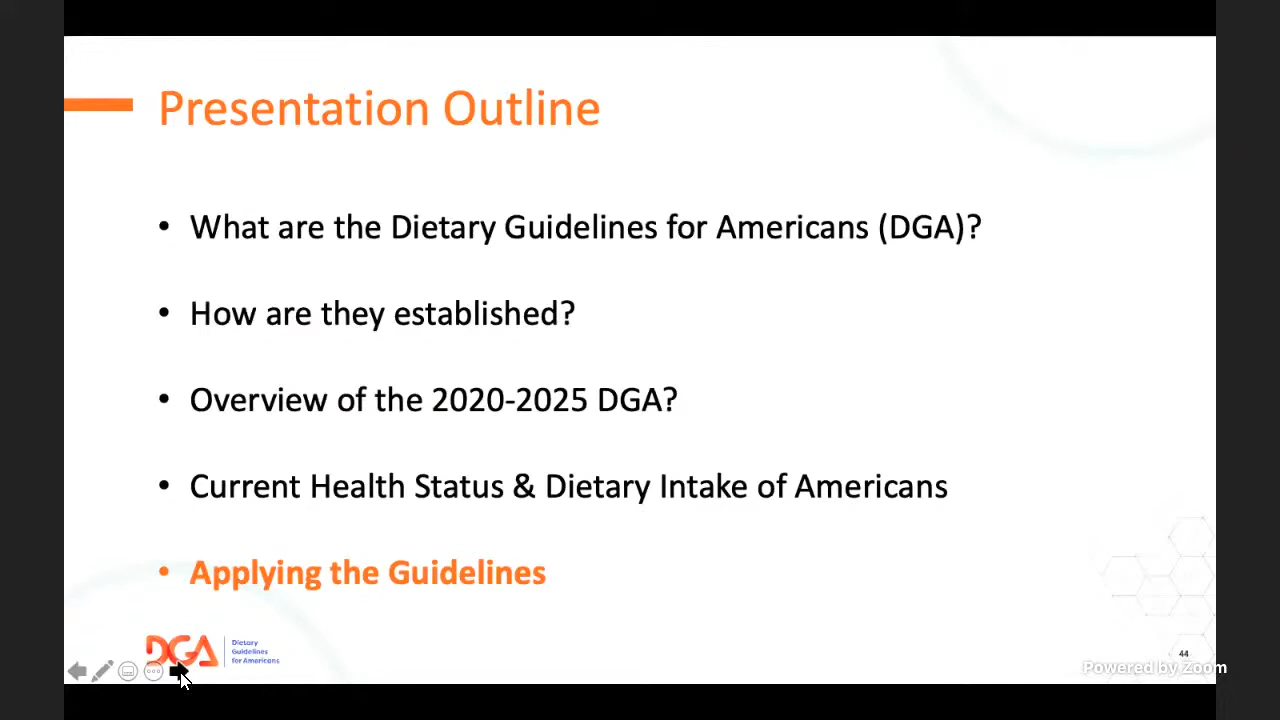 Presentation Outline
• What are the Dietary Guidelines for Americans (DGA)?
• How are they established?
• Overview of the 2020-2025 DGA?
• Current Health Status & Dietary Intake of Americans
• Applying the Guidelines
DGA
Dietary
Guidelines
for Americans
44
Powered by Zoom